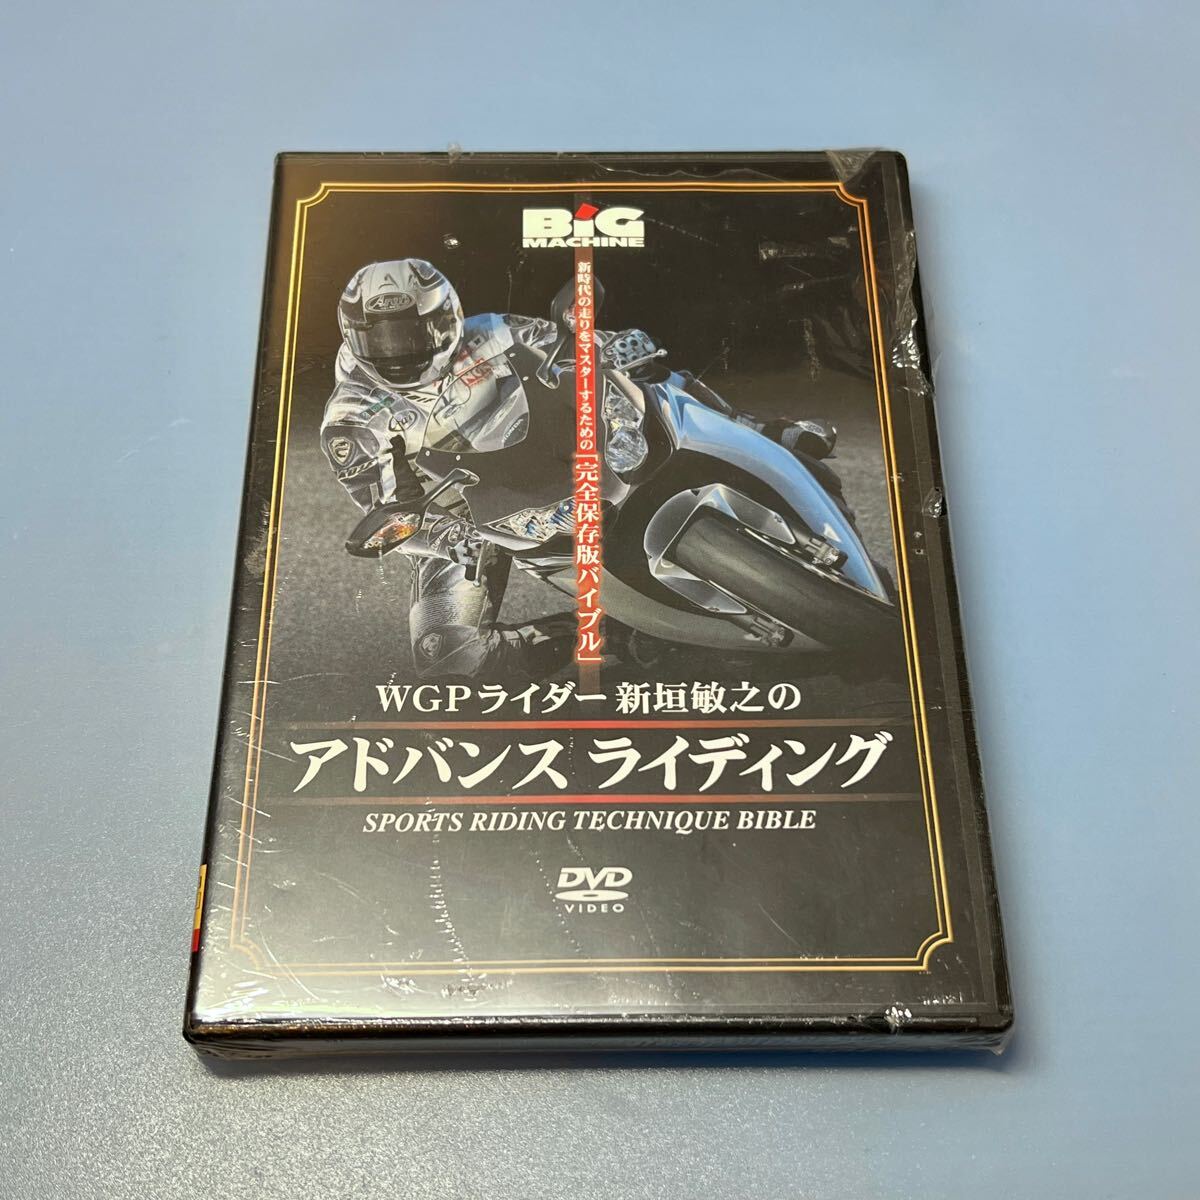 BiG
MACHINE
新時代の走りをマスターするための「完全保存版バイブル」
Arai
WGPライダー 新垣敏之の
アドバンス ライディング
SPORTS RIDING TECHNIQUE BIBLE
DVD
VIDEO